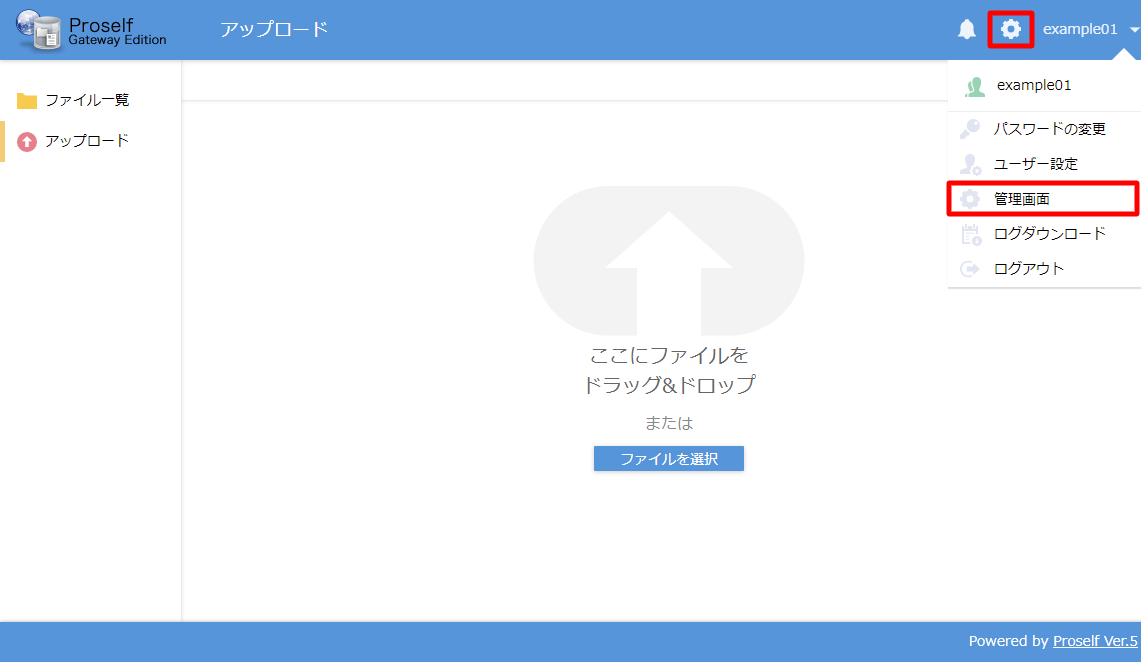 Proself
Gateway Edition
アップロード
example01
ファイル一覧
アップロード
example01
パスワードの変更
ユーザー設定
管理画面
ログダウンロード
ログアウト
ここにファイルを
ドラッグ&ドロップ
または
ファイルを選択
Powered by Proself Ver.5